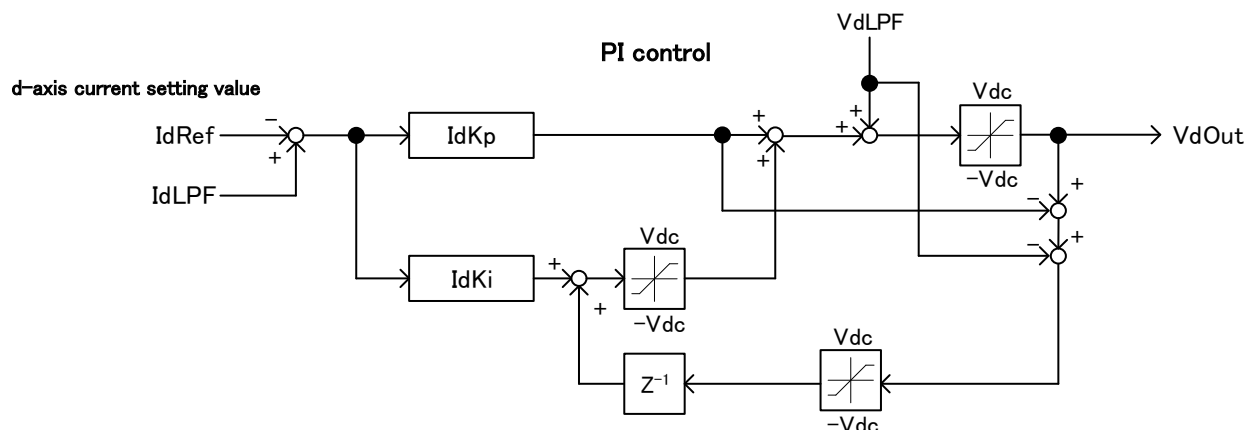 VdLPF
PI control
d-axis current setting value
Vdc
IdRef
−
+
IdKp
+
+
+
+
VdOut
−Vdc
IdLPF
−
+
Vdc
−
+
IdKi
+
+
−Vdc
Vdc
Z⁻¹
−Vdc